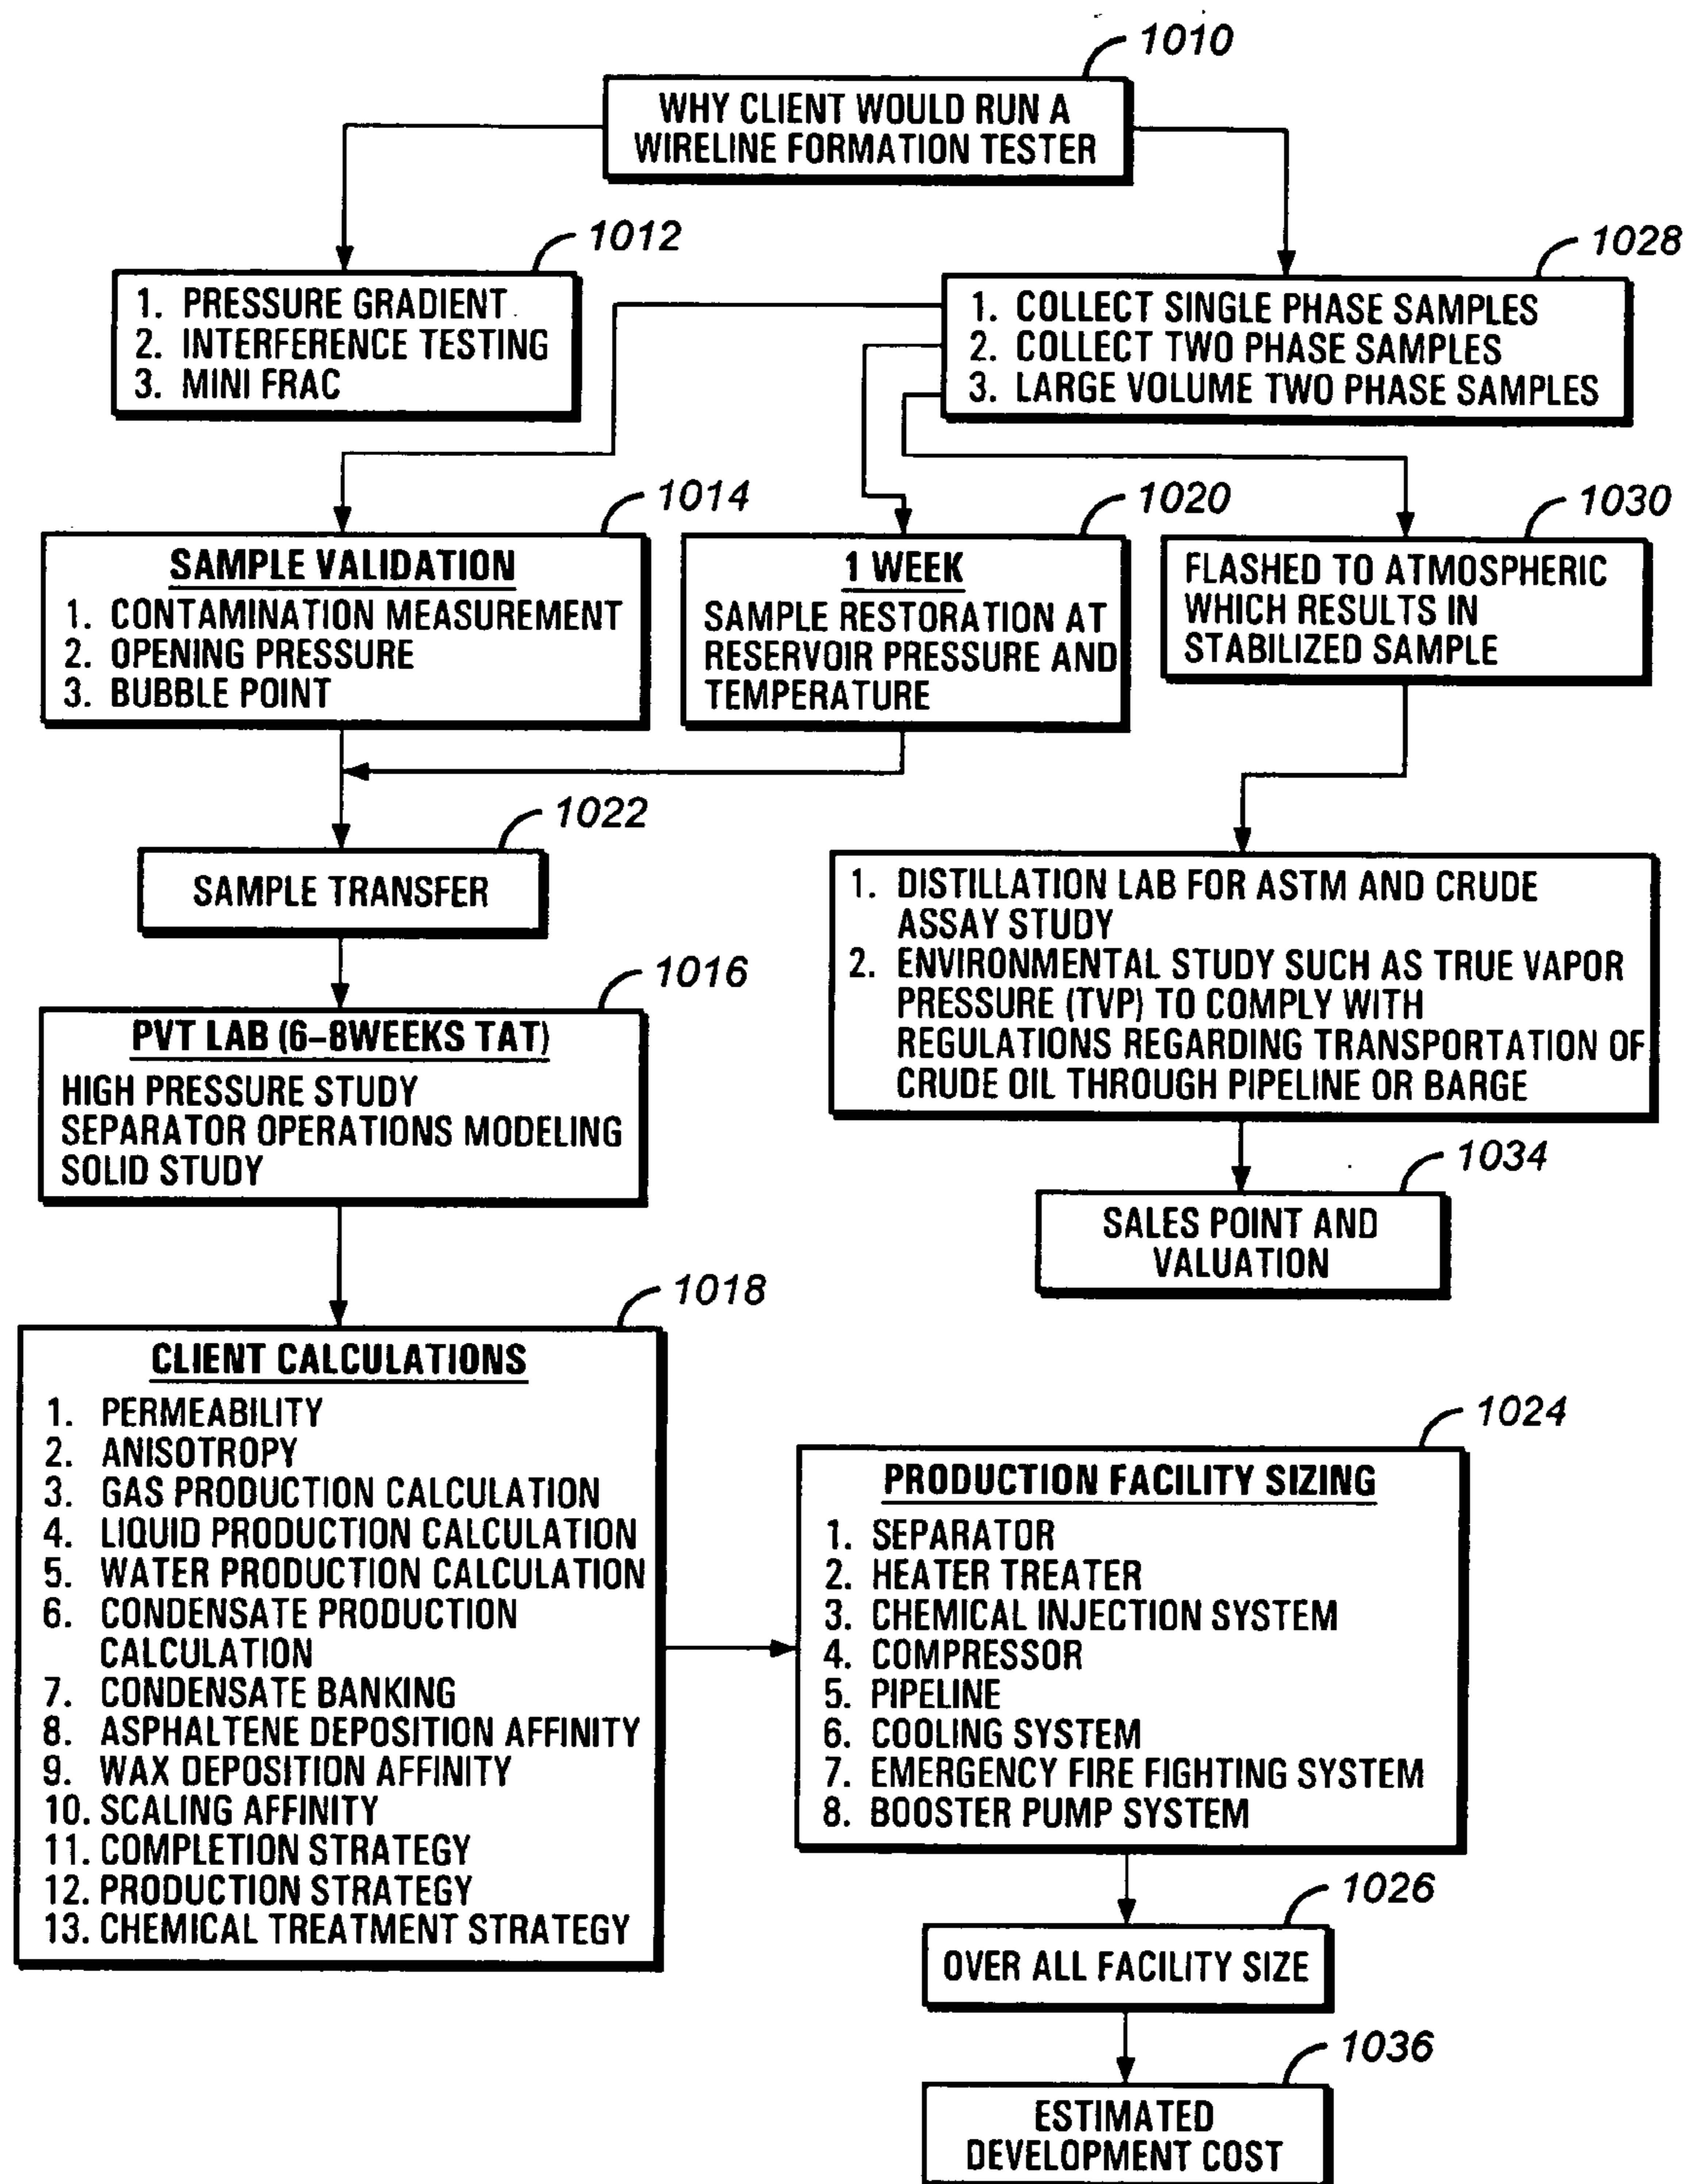 1010
WHY CLIENT WOULD RUN A
WIRELINE FORMATION TESTER
1012
1. PRESSURE GRADIENT
2. INTERFERENCE TESTING
3. MINI FRAC
1028
1. COLLECT SINGLE PHASE SAMPLES
2. COLLECT TWO PHASE SAMPLES
3. LARGE VOLUME TWO PHASE SAMPLES
1014
SAMPLE VALIDATION
1. CONTAMINATION MEASUREMENT
2. OPENING PRESSURE
3. BUBBLE POINT
1020
1 WEEK
SAMPLE RESTORATION AT
RESERVOIR PRESSURE AND
TEMPERATURE
1030
FLASHED TO ATMOSPHERIC
WHICH RESULTS IN
STABILIZED SAMPLE
1022
SAMPLE TRANSFER
1. DISTILLATION LAB FOR ASTM AND CRUDE
ASSAY STUDY
2. ENVIRONMENTAL STUDY SUCH AS TRUE VAPOR
PRESSURE (TVP) TO COMPLY WITH
REGULATIONS REGARDING TRANSPORTATION OF
CRUDE OIL THROUGH PIPELINE OR BARGE
1016
PVT LAB (6–8WEEKS TAT)
HIGH PRESSURE STUDY
SEPARATOR OPERATIONS MODELING
SOLID STUDY
1034
SALES POINT AND
VALUATION
1018
CLIENT CALCULATIONS
1. PERMEABILITY
2. ANISOTROPY
3. GAS PRODUCTION CALCULATION
4. LIQUID PRODUCTION CALCULATION
5. WATER PRODUCTION CALCULATION
6. CONDENSATE PRODUCTION
CALCULATION
7. CONDENSATE BANKING
8. ASPHALTENE DEPOSITION AFFINITY
9. WAX DEPOSITION AFFINITY
10. SCALING AFFINITY
11. COMPLETION STRATEGY
12. PRODUCTION STRATEGY
13. CHEMICAL TREATMENT STRATEGY
1024
PRODUCTION FACILITY SIZING
1. SEPARATOR
2. HEATER TREATER
3. CHEMICAL INJECTION SYSTEM
4. COMPRESSOR
5. PIPELINE
6. COOLING SYSTEM
7. EMERGENCY FIRE FIGHTING SYSTEM
8. BOOSTER PUMP SYSTEM
1026
OVER ALL FACILITY SIZE
1036
ESTIMATED
DEVELOPMENT COST